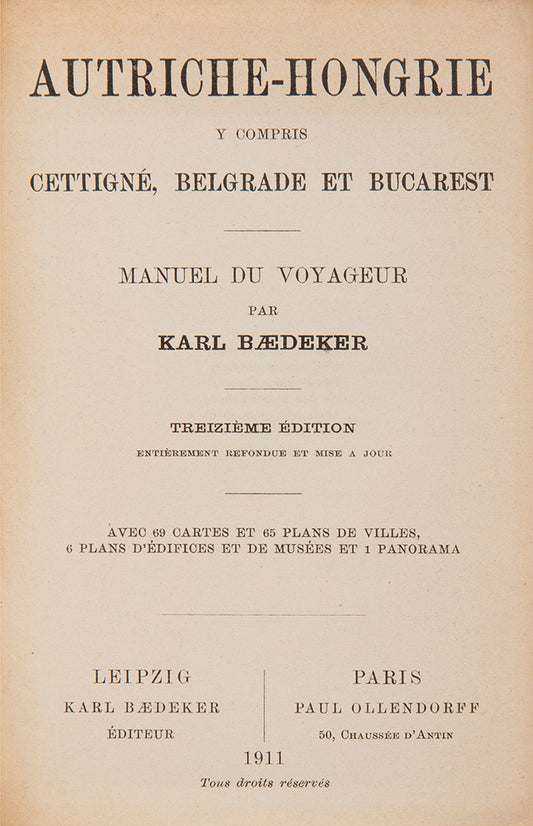 AUTRICHE-HONGRIE
Y COMPRIS
CETTIGNÉ, BELGRADE ET BUCAREST
MANUEL DU VOYAGEUR
PAR
KARL BÆDEKER
TREIZIÈME ÉDITION
ENTIÈREMENT REFONDUE ET MISE A JOUR
AVEC 69 CARTES ET 65 PLANS DE VILLES,
6 PLANS D'ÉDIFICES ET DE MUSÉES ET 1 PANORAMA
LEIPZIG
KARL BÆDEKER
ÉDITEUR
PARIS
PAUL OLLENDORFF
50, CHAUSSÉE D'ANTIN
1911
Tous droits réservés